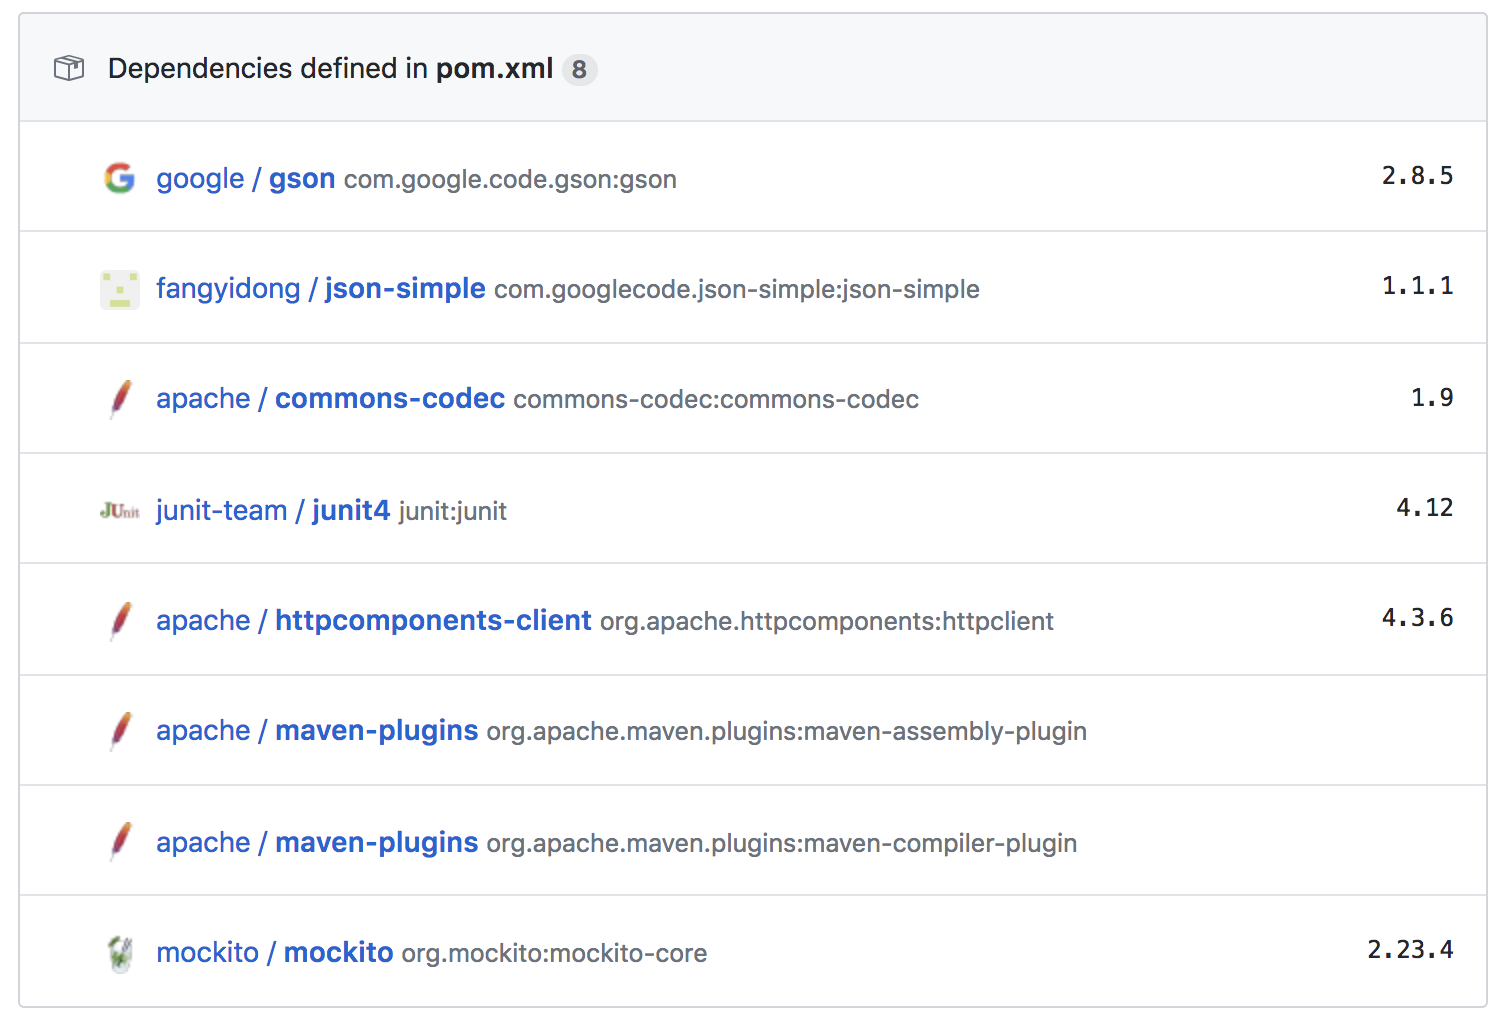 Dependencies defined in pom.xml 8
google / gson com.google.code.gson:gson 2.8.5
fangyidong / json-simple com.googlecode.json-simple:json-simple 1.1.1
apache / commons-codec commons-codec:commons-codec 1.9
JUnit junit-team / junit4 junit:junit 4.12
apache / httpcomponents-client org.apache.httpcomponents:httpclient 4.3.6
apache / maven-plugins org.apache.maven.plugins:maven-assembly-plugin
apache / maven-plugins org.apache.maven.plugins:maven-compiler-plugin
mockito / mockito org.mockito:mockito-core 2.23.4